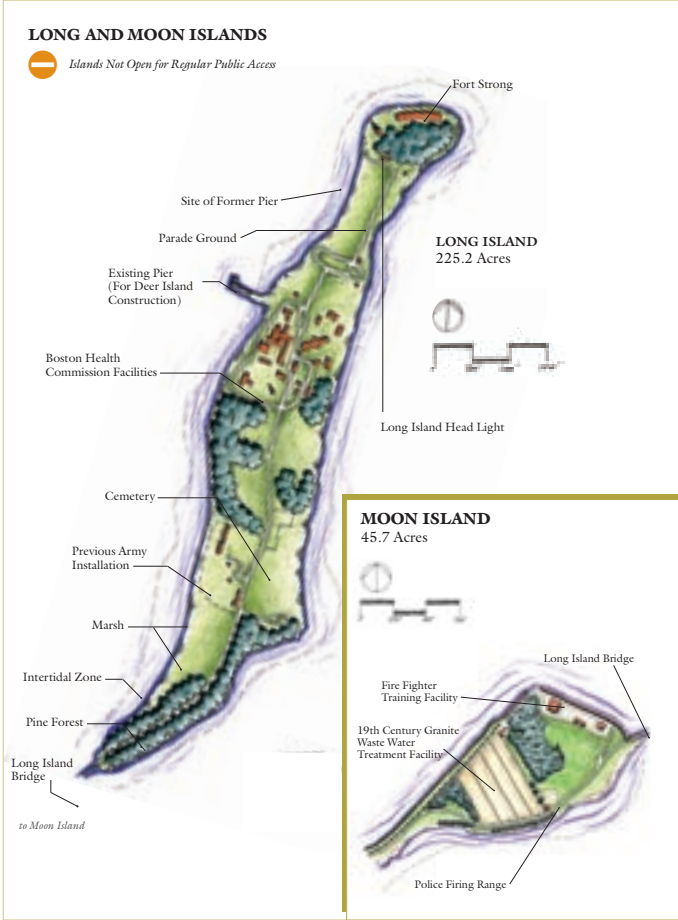 LONG AND MOON ISLANDS
Islands Not Open for Regular Public Access
Fort Strong
Site of Former Pier
Parade Ground
LONG ISLAND
225.2 Acres
Existing Pier
(For Deer Island
Construction)
Boston Health
Commission Facilities
Long Island Head Light
Cemetery
Previous Army
Installation
Marsh
Intertidal Zone
Pine Forest
Long Island
Bridge
to Moon Island
MOON ISLAND
45.7 Acres
Long Island Bridge
Fire Fighter
Training Facility
19th Century Granite
Waste Water
Treatment Facility
Police Firing Range